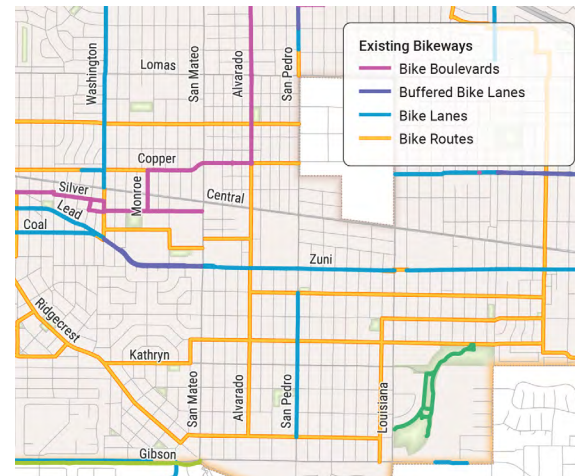 Existing Bikeways
Bike Boulevards
Buffered Bike Lanes
Bike Lanes
Bike Routes
Washington
Lomas
San Mateo
Alvarado
San Pedro
Copper
Silver
Monroe
Central
Lead
Coal
Zuni
Ridgecrest
Kathryn
San Mateo
Alvarado
San Pedro
Louisiana
Gibson